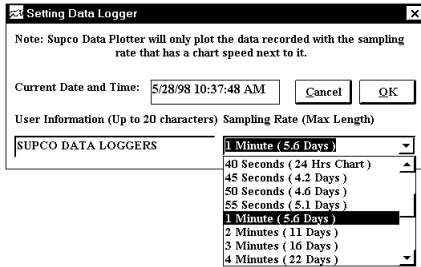 Setting Data Logger
Note: Supco Data Plotter will only plot the data recorded with the sampling
rate that has a chart speed next to it.
Current Date and Time: 5/28/98 10:37:48 AM Cancel OK
User Information (Up to 20 characters) Sampling Rate (Max Length)
SUPCO DATA LOGGERS 1 Minute ( 5.6 Days )
40 Seconds ( 24 Hrs Chart )
45 Seconds ( 4.2 Days )
50 Seconds ( 4.6 Days )
55 Seconds ( 5.1 Days )
1 Minute ( 5.6 Days )
2 Minutes ( 11 Days )
3 Minutes ( 16 Days )
4 Minutes ( 22 Days )